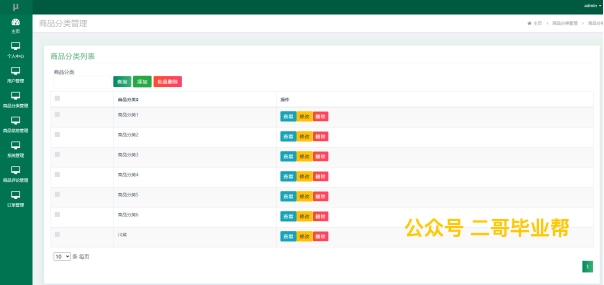 μ
admin
主页
个人中心
用户管理
商品分类管理
商品信息管理
系统管理
商品评论管理
订单管理
商品分类管理
主页 商品分类管理
商品分类列表
商品分类
查询 添加 批量删除
商品分类 操作
商品分类1 查看 修改 删除
商品分类2 查看 修改 删除
商品分类3 查看 修改 删除
商品分类4 查看 修改 删除
商品分类5 查看 修改 删除
商品分类6 查看 修改 删除
查看 修改 删除
公众号 二哥毕业帮
10 条 每页
1